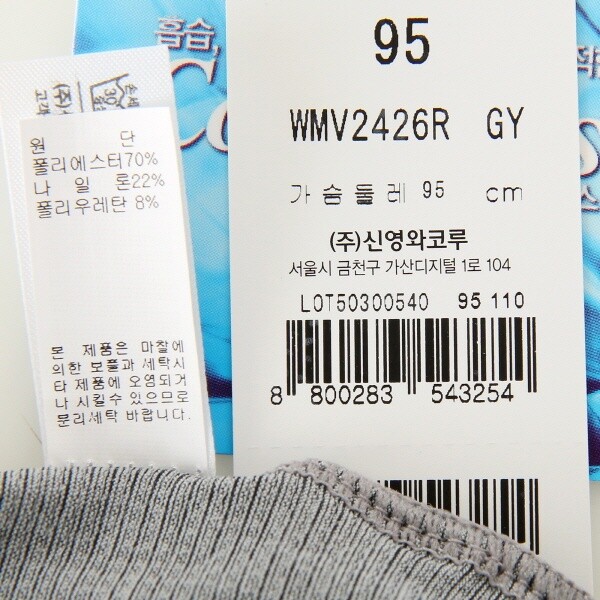 흡습,
95
WMV2426R GY
가슴둘레 95 cm
(주)신영와코루
서울시 금천구 가산디지털 1로 104
LOT50300540 95 110
8 800283 543254
원 단
폴리에스터70%
나 일 론22%
폴리우레탄 8%
본 제품은 마찰에
의한 보풀과 세탁시
타 제품에 오염되거
나 시킬수 있으므로
분리세탁 바랍니다.